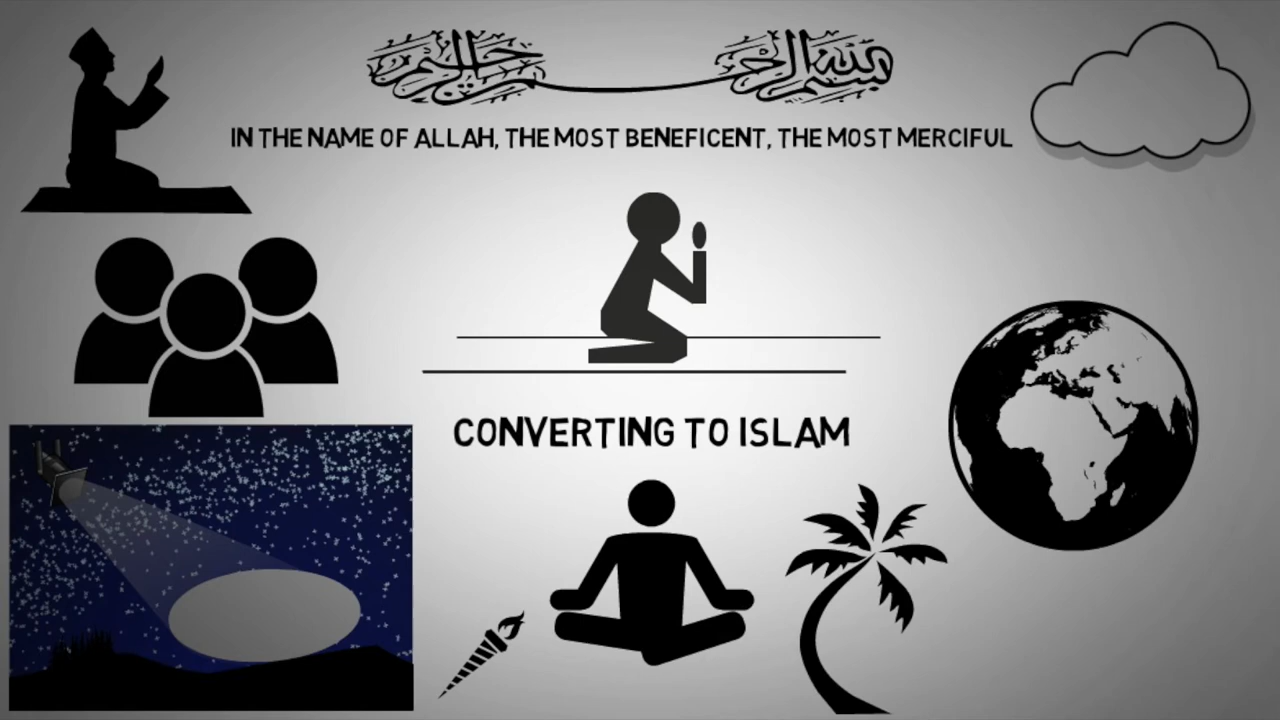 بسم الله الرحمن الرحيم
IN THE NAME OF ALLAH, THE MOST BENEFICENT, THE MOST MERCIFUL
CONVERTING TO ISLAM